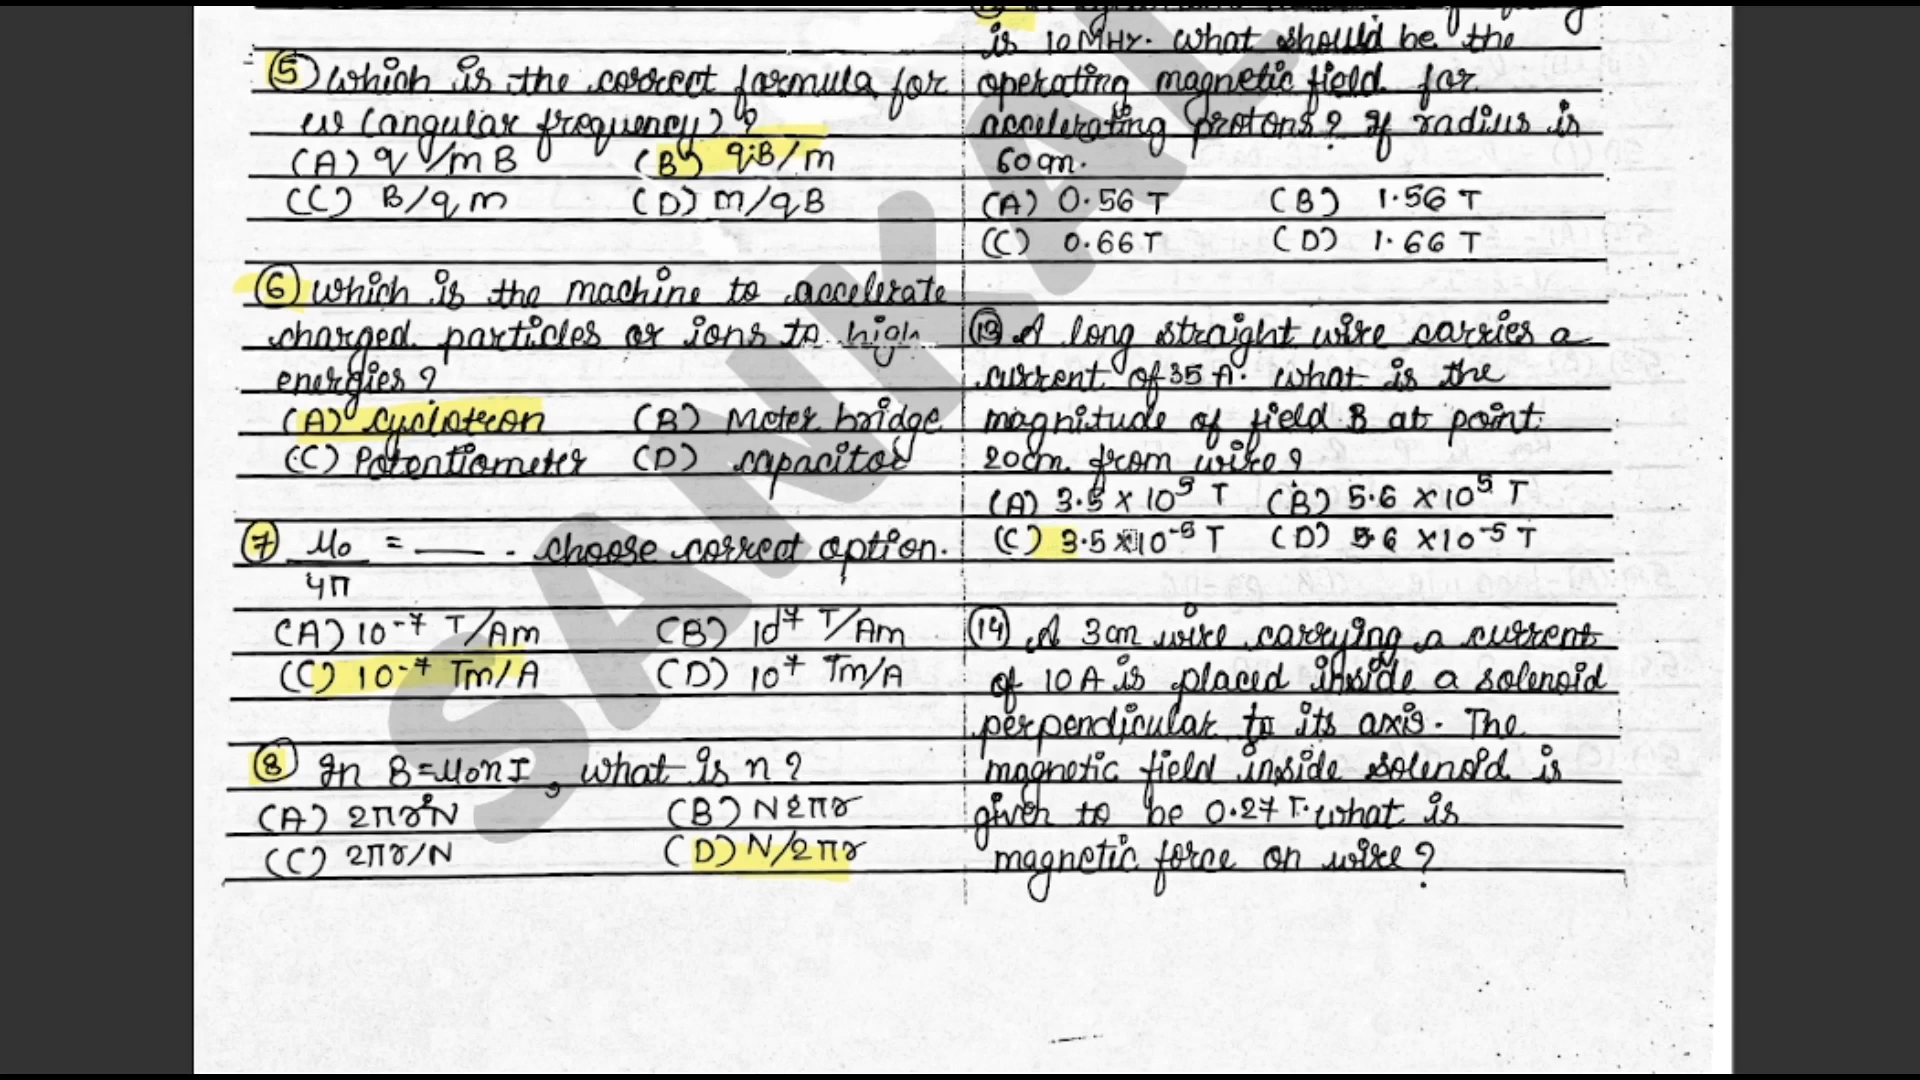 ⑤ which is the correct formula for
ω (angular frequency)?
(A) q/mB (B) qB/m
(C) B/qm (D) m/qB
⑥ which is the machine to accelerate
charged particles or ions to high
energies?
(A) cyclotron (B) Meter bridge
(C) Potentiometer (D) capacitor
⑦ μ0/4π = ___. choose correct option.
(A) 10⁻⁷ T/Am (B) 10⁷ T/Am
(C) 10⁻⁷ Tm/A (D) 10⁷ Tm/A
⑧ In B=μ0nI, what is n?
(A) 2πr²N (B) N2πr
(C) 2πr/N (D) N/2πr
is 10MHz. What should be the
operating magnetic field for
accelerating protons? If radius is
60cm.
(A) 0.56 T (B) 1.56 T
(C) 0.66 T (D) 1.66 T
⑬ A long straight wire carries a
current of 35 A. what is the
magnitude of field B at point
20cm from wire?
(A) 3.5 × 10⁵ T (B) 5.6 × 10⁵ T
(C) 3.5 × 10⁻⁵ T (D) 5.6 × 10⁻⁵ T
⑭ A 3cm wire carrying a current
of 10 A is placed inside a solenoid
perpendicular to its axis. The
magnetic field inside solenoid is
given to be 0.27 T. what is
magnetic force on wire?
SANKAL